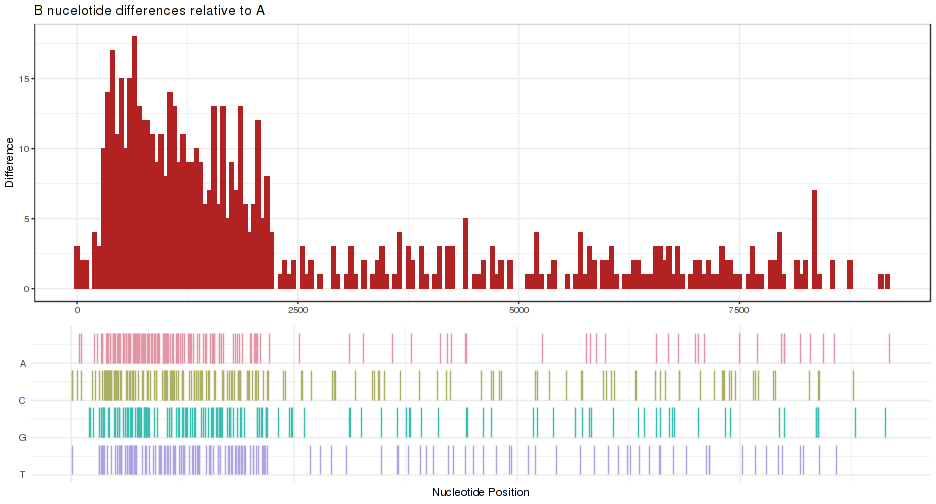 B nucelotide differences relative to A
Difference
15
10
5
0
0 2500 5000 7500
A
C
G
T
Nucleotide Position